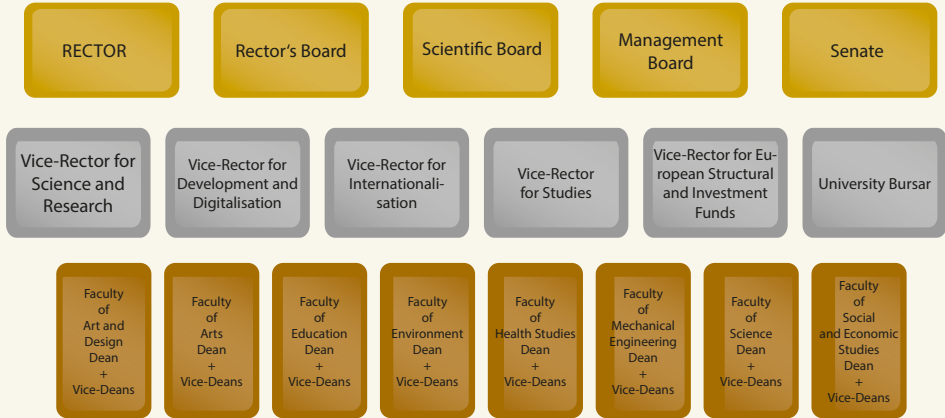 RECTOR
Rector's Board
Scientific Board
Management
Board
Senate
Vice-Rector for
Science and
Research
Vice-Rector for
Development and
Digitalisation
Vice-Rector for
Internationali-
sation
Vice-Rector
for Studies
Vice-Rector for Eu-
ropean Structural
and Investment
Funds
University Bursar
Faculty
of
Art and
Design
Dean
+
Vice-Deans
Faculty
of
Arts
Dean
+
Vice-Deans
Faculty
of
Education
Dean
+
Vice-Deans
Faculty
of
Environment
Dean
+
Vice-Deans
Faculty
of
Health Studies
Dean
+
Vice-Deans
Faculty
of
Mechanical
Engineering
Dean
+
Vice-Deans
Faculty
of
Science
Dean
+
Vice-Deans
Faculty
of
Social
and Economic
Studies
Dean
+
Vice-Deans